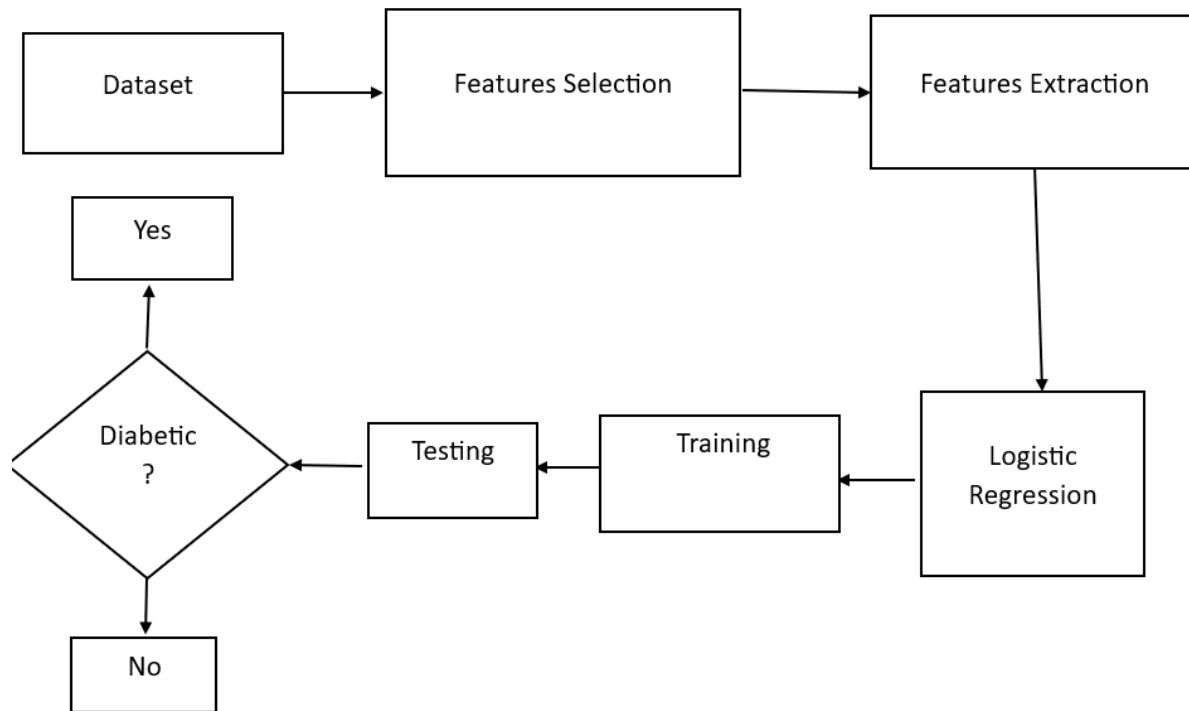 Dataset
Features Selection
Features Extraction
Yes
Diabetic
?
Testing
Training
Logistic
Regression
No